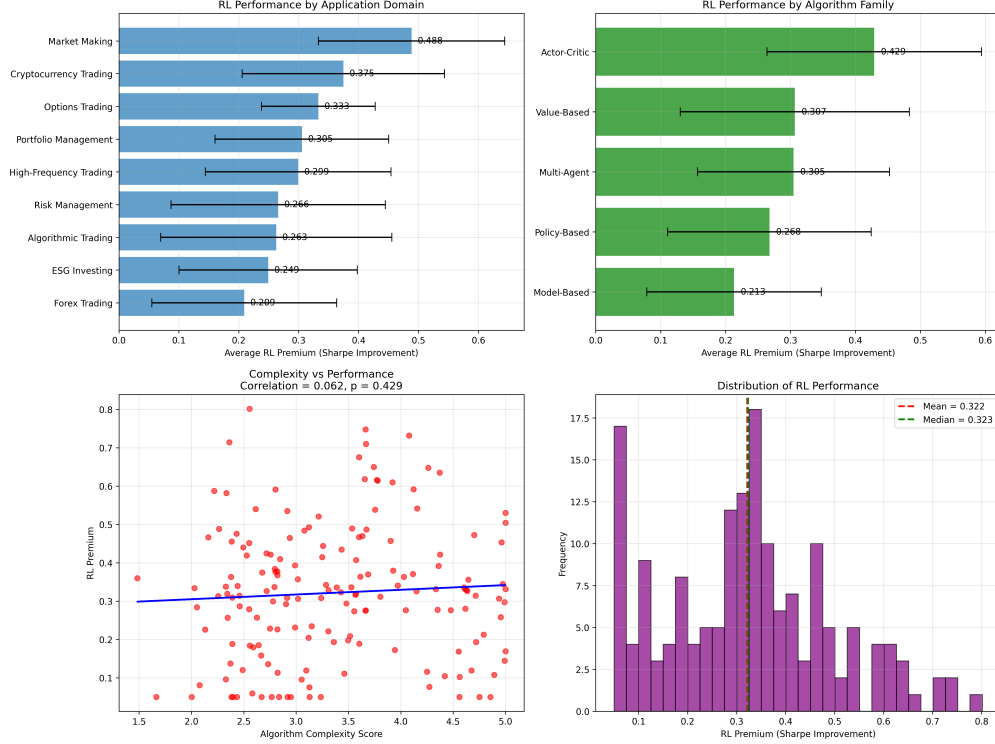 RL Performance by Application Domain
Market Making
Cryptocurrency Trading
Options Trading
Portfolio Management
High-Frequency Trading
Risk Management
Algorithmic Trading
ESG Investing
Forex Trading
0.488
0.375
0.333
0.305
0.299
0.266
0.263
0.249
0.209
0.0 0.1 0.2 0.3 0.4 0.5 0.6
Average RL Premium (Sharpe Improvement)
RL Performance by Algorithm Family
Actor-Critic
Value-Based
Multi-Agent
Policy-Based
Model-Based
0.429
0.307
0.305
0.268
0.213
0.0 0.1 0.2 0.3 0.4 0.5 0.6
Average RL Premium (Sharpe Improvement)
Complexity vs Performance
Correlation = 0.062, p = 0.429
RL Premium
0.8
0.7
0.6
0.5
0.4
0.3
0.2
0.1
1.5 2.0 2.5 3.0 3.5 4.0 4.5 5.0
Algorithm Complexity Score
Distribution of RL Performance
Mean = 0.322
Median = 0.323
Frequency
17.5
15.0
12.5
10.0
7.5
5.0
2.5
0.0
0.1 0.2 0.3 0.4 0.5 0.6 0.7 0.8
RL Premium (Sharpe Improvement)